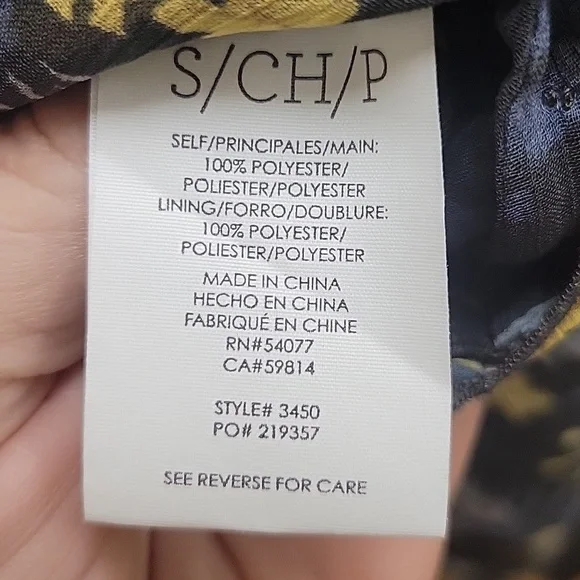 S/CH/P
SELF/PRINCIPALES/MAIN:
100% POLYESTER/
POLIESTER/POLYESTER
LINING/FORRO/DOUBLURE:
100% POLYESTER/
POLIESTER/POLYESTER
MADE IN CHINA
HECHO EN CHINA
FABRIQUÉ EN CHINE
RN#54077
CA#59814
STYLE# 3450
PO# 219357
SEE REVERSE FOR CARE